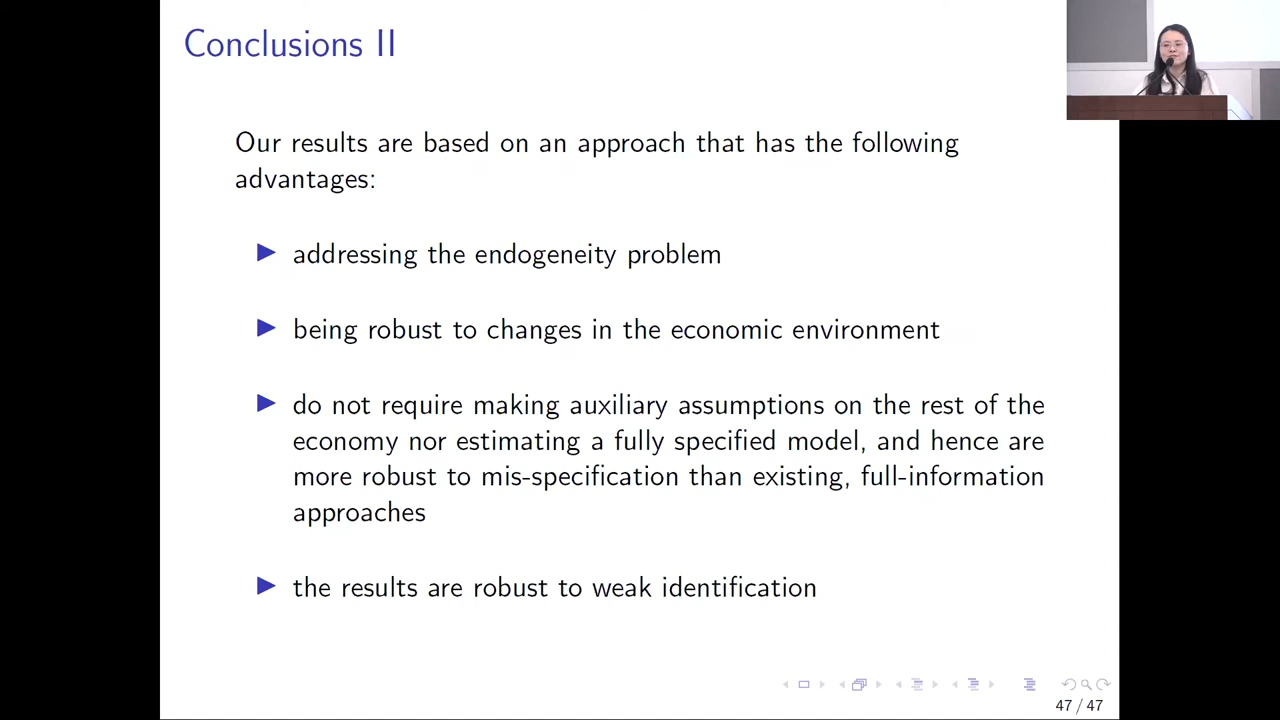 Conclusions II
Our results are based on an approach that has the following
advantages:
addressing the endogeneity problem
being robust to changes in the economic environment
do not require making auxiliary assumptions on the rest of the
economy nor estimating a fully specified model, and hence are
more robust to mis-specification than existing, full-information
approaches
the results are robust to weak identification
47 / 47